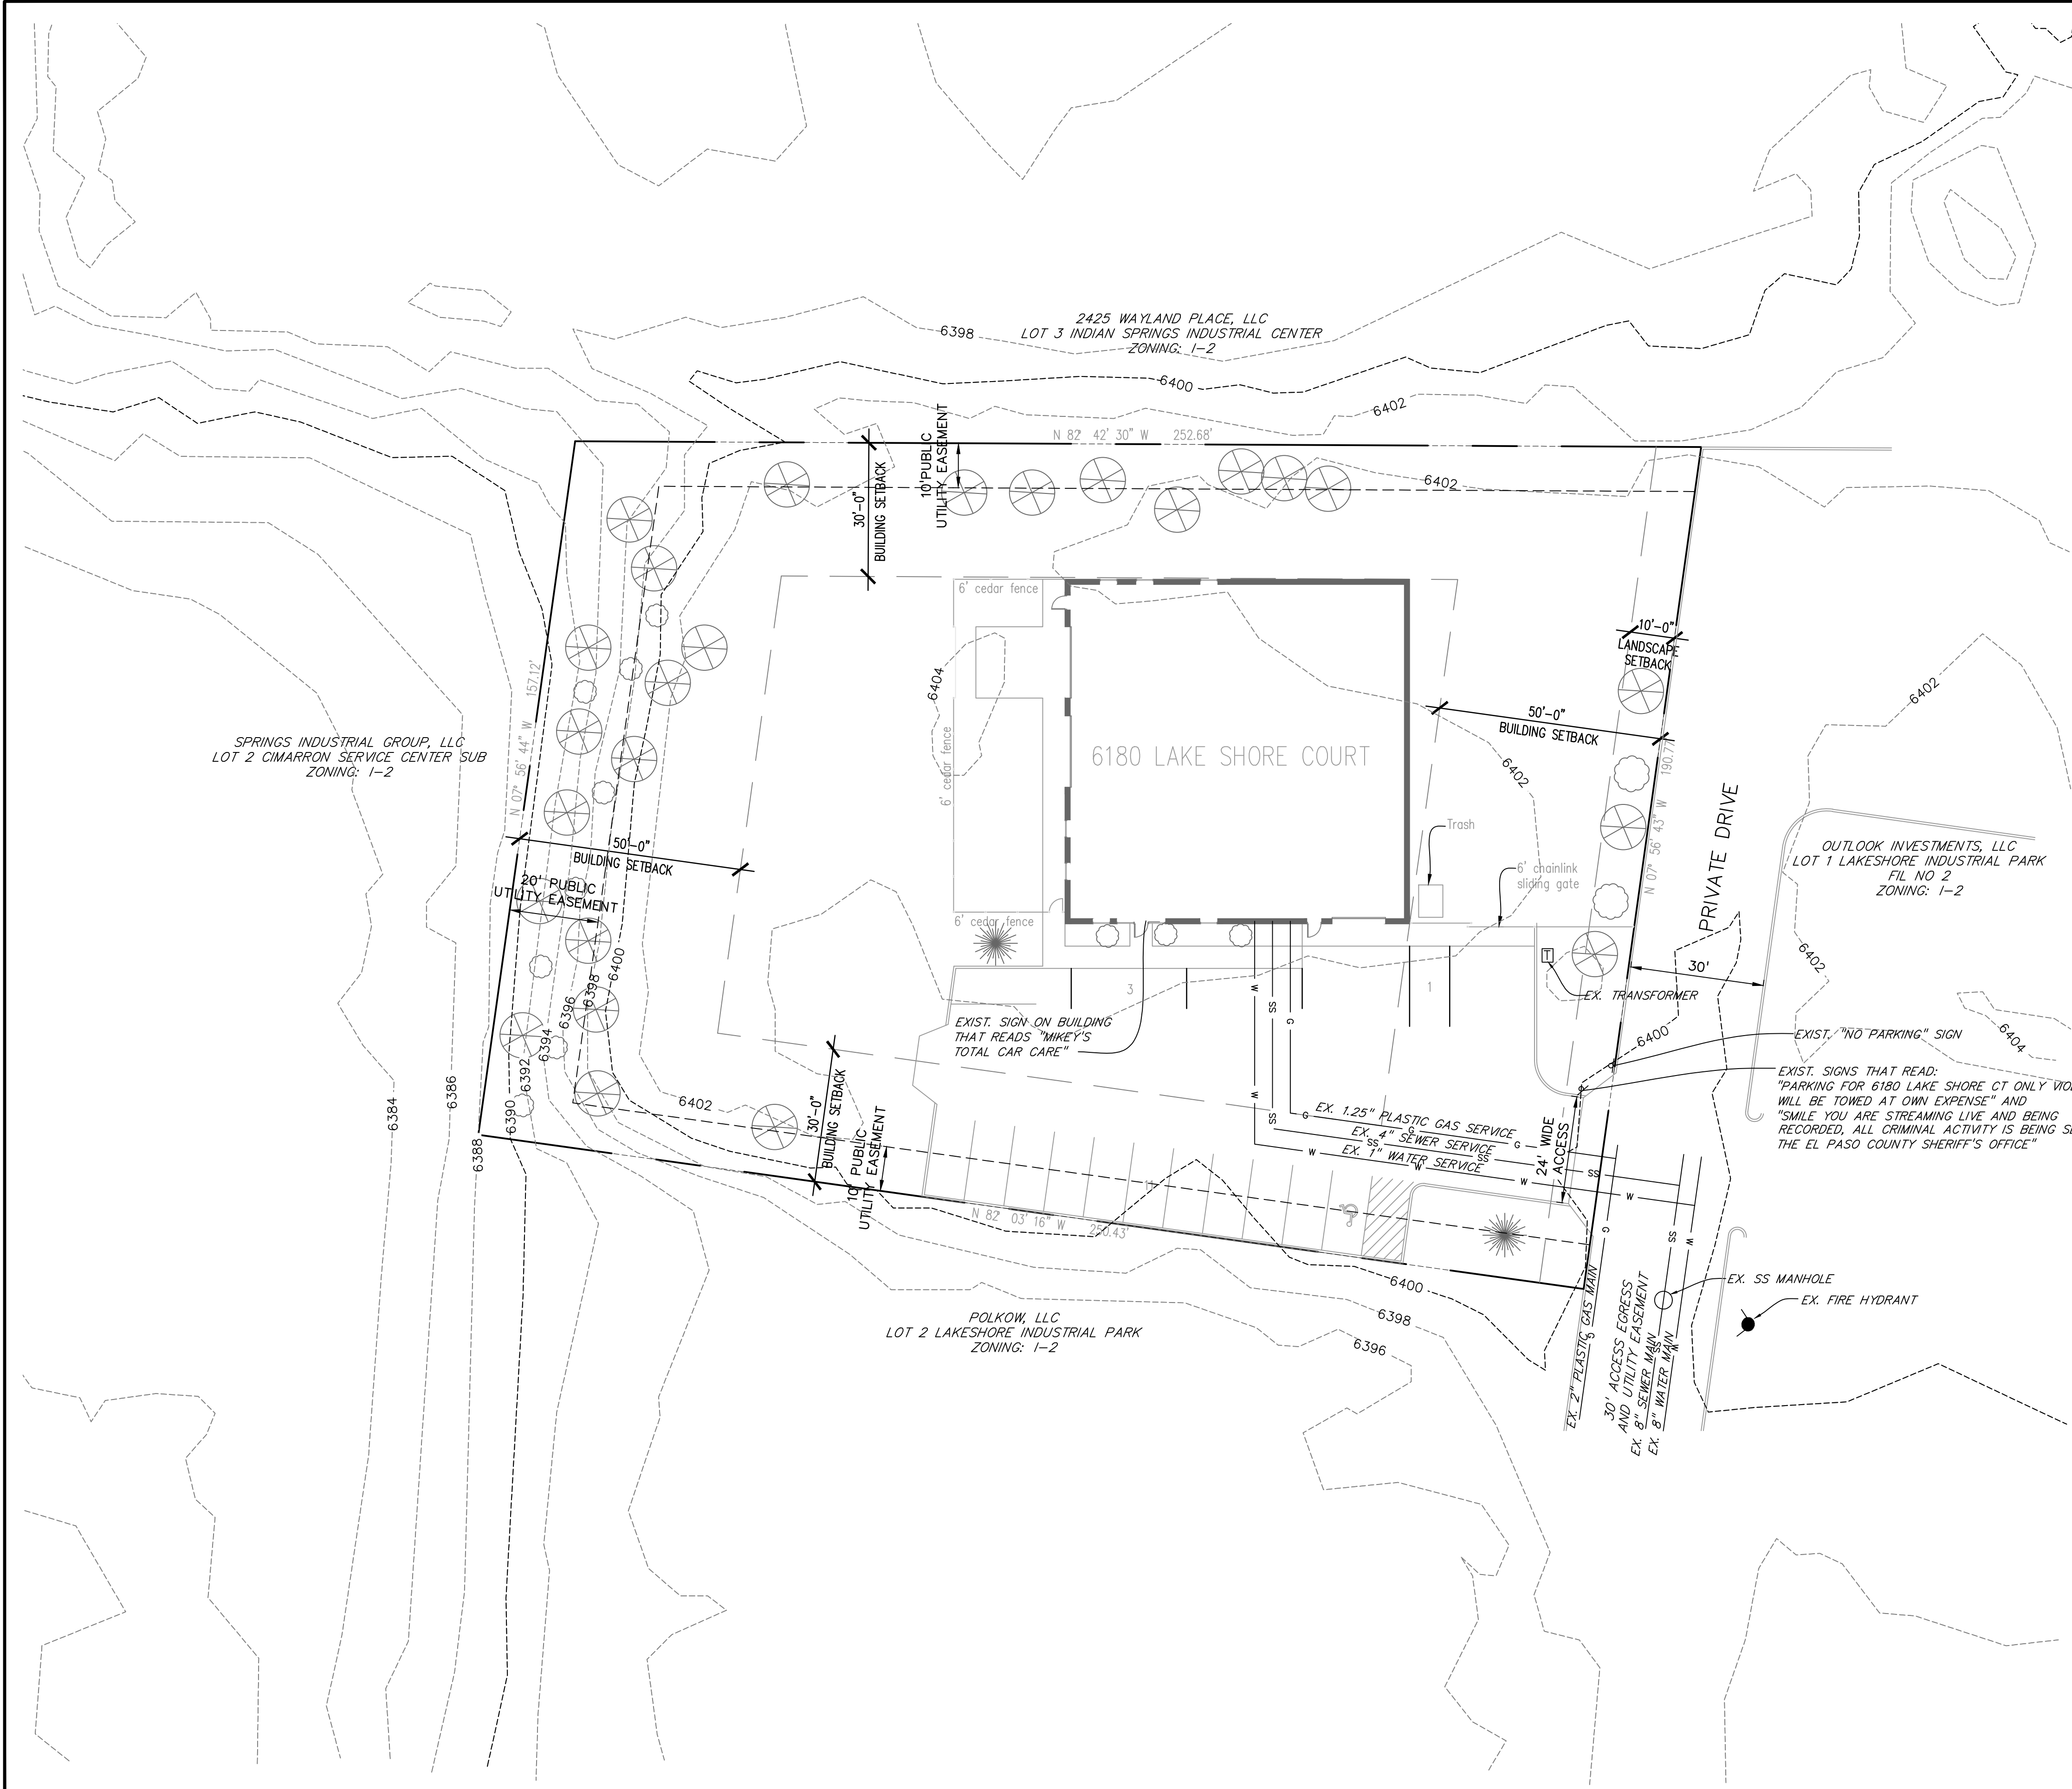 2425 WAYLAND PLACE, LLC
LOT 3 INDIAN SPRINGS INDUSTRIAL CENTER
ZONING: I-2
6398
6400
6402
N 82° 42' 30" W 252.68'
10' PUBLIC
UTILITY EASEMENT
30'-0"
BUILDING SETBACK
6402
6' cedar fence
10'-0"
LANDSCAPE
SETBACK
6404
6402
50'-0"
BUILDING SETBACK
157.12'
N 07° 56' 44" W
SPRINGS INDUSTRIAL GROUP, LLC
LOT 2 CIMARRON SERVICE CENTER SUB
ZONING: I-2
6' cedar fence
6180 LAKE SHORE COURT
6402
N 07° 56' 43" W
PRIVATE DRIVE
Trash
50'-0"
BUILDING SETBACK
OUTLOOK INVESTMENTS, LLC
LOT 1 LAKESHORE INDUSTRIAL PARK
FIL NO 2
ZONING: I-2
6' chainlink
sliding gate
20' PUBLIC
UTILITY EASEMENT
6' cedar fence
T
EX. TRANSFORMER
30'
6402
3
1
W
SS
G
6400
6398
6396
6394
6392
6390
6388
6386
6384
EXIST. SIGN ON BUILDING
THAT READS "MIKEY'S
TOTAL CAR CARE"
6400
EXIST. "NO PARKING" SIGN
6404
EXIST. SIGNS THAT READ:
"PARKING FOR 6180 LAKE SHORE CT ONLY
WILL BE TOWED AT OWN EXPENSE" AND
"SMILE YOU ARE STREAMING LIVE AND BEING
RECORDED, ALL CRIMINAL ACTIVITY IS BEING
THE EL PASO COUNTY SHERIFF'S OFFICE"
6402
30'-0"
BUILDING SETBACK
10' PUBLIC
UTILITY EASEMENT
W
SS
G
EX. 1.25" PLASTIC GAS SERVICE
G
G
SS
EX. 4" SEWER SERVICE
SS
SS
W
EX. 1" WATER SERVICE
W
W
W
24' WIDE
ACCESS
11
N 82° 03' 16" W 250.43'
G
SS
W
6400
6398
6396
POLKOW, LLC
LOT 2 LAKESHORE INDUSTRIAL PARK
ZONING: I-2
EX. SS MANHOLE
EX. FIRE HYDRANT
EX. 2" PLASTIC GAS MAIN
G
30' ACCESS EGRESS
AND UTILITY EASEMENT
EX. 8" SEWER MAIN
SS
EX. 8" WATER MAIN
W